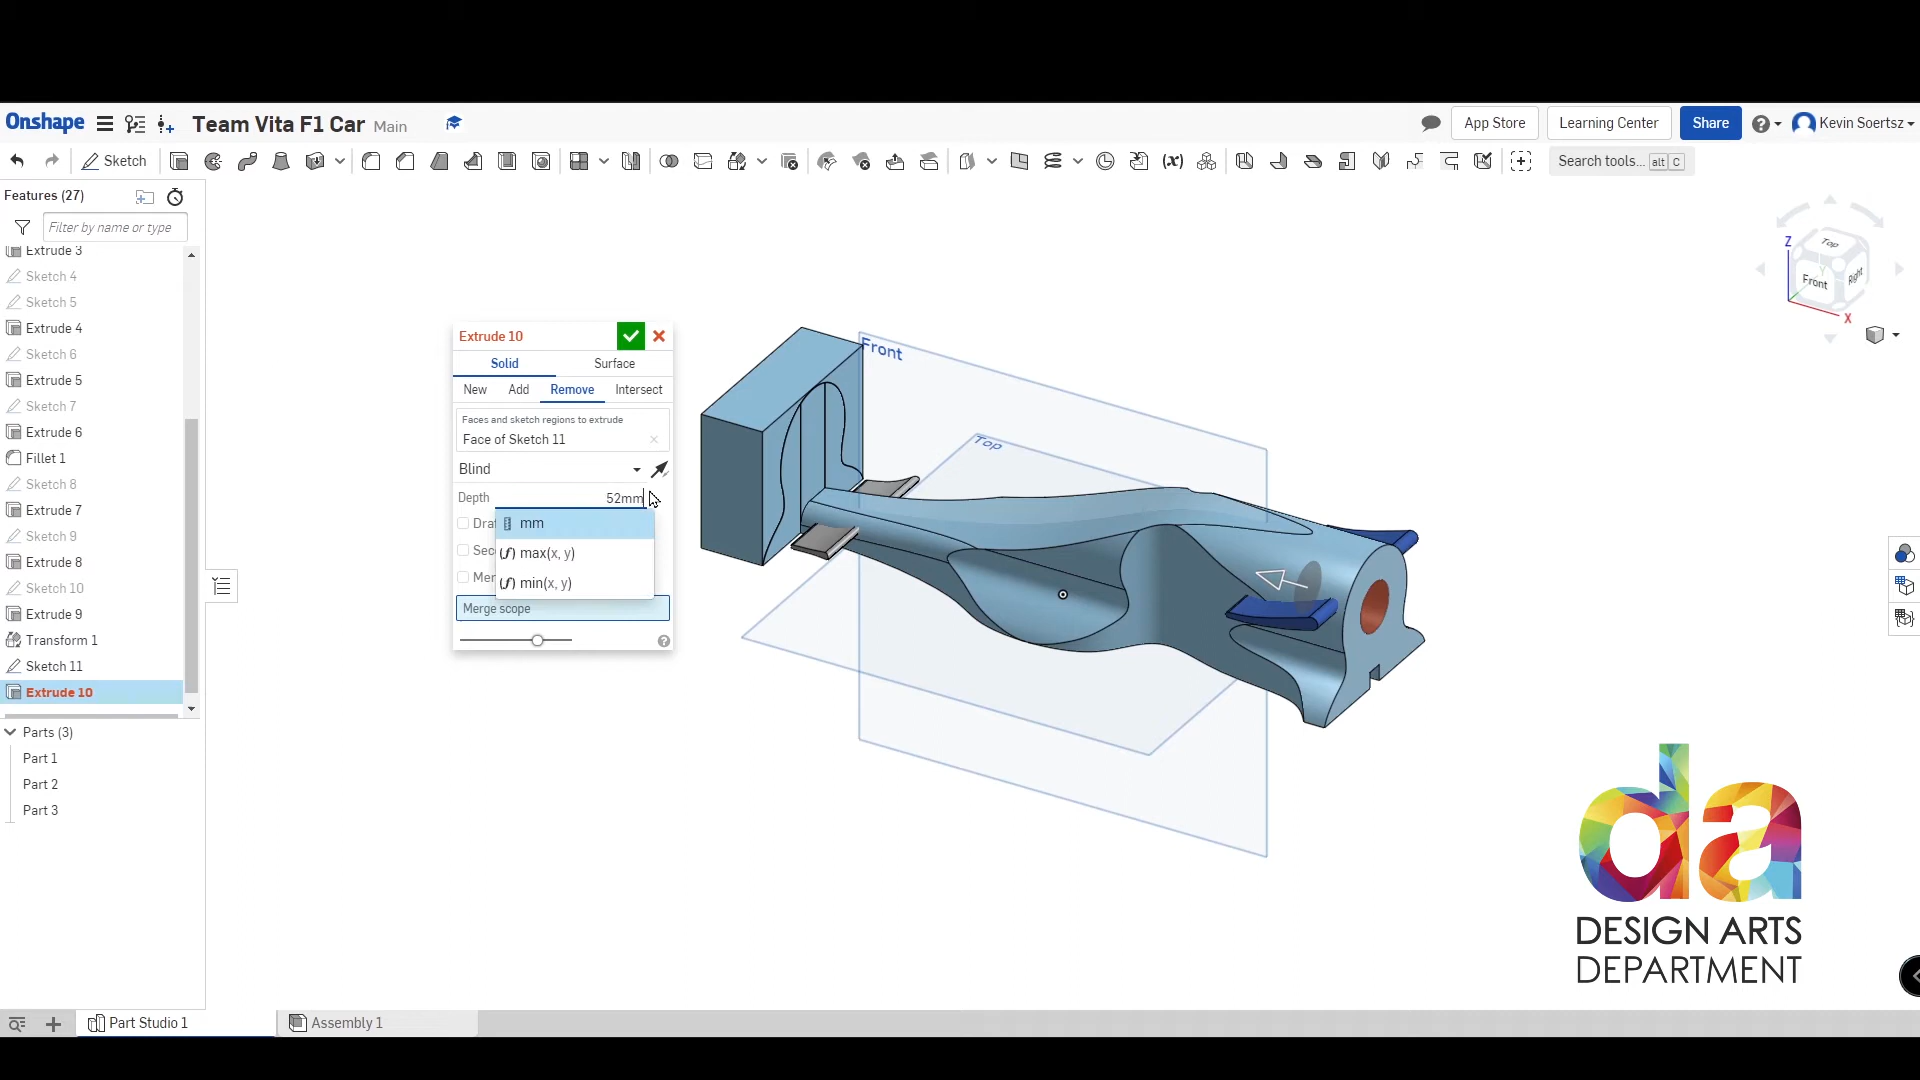 Onshape
Team Vita F1 Car Main
App Store
Learning Center
Share
Kevin Soertsz
Sketch
Search tools... alt C
Features (27)
Filter by name or type
Extrude 3
Sketch 4
Sketch 5
Extrude 4
Sketch 6
Extrude 5
Sketch 7
Extrude 6
Fillet 1
Sketch 8
Extrude 7
Sketch 9
Extrude 8
Sketch 10
Extrude 9
Transform 1
Sketch 11
Extrude 10
Parts (3)
Part 1
Part 2
Part 3
Extrude 10
Solid Surface
New Add Remove Intersect
Faces and sketch regions to extrude
Face of Sketch 11
Blind
Depth 52mm
Dra
mm
Sec
max(x, y)
Mer
min(x, y)
Merge scope
Front
Top
Z
Top
Front
Right
Y
X
da
DESIGN ARTS
DEPARTMENT
Part Studio 1
Assembly 1